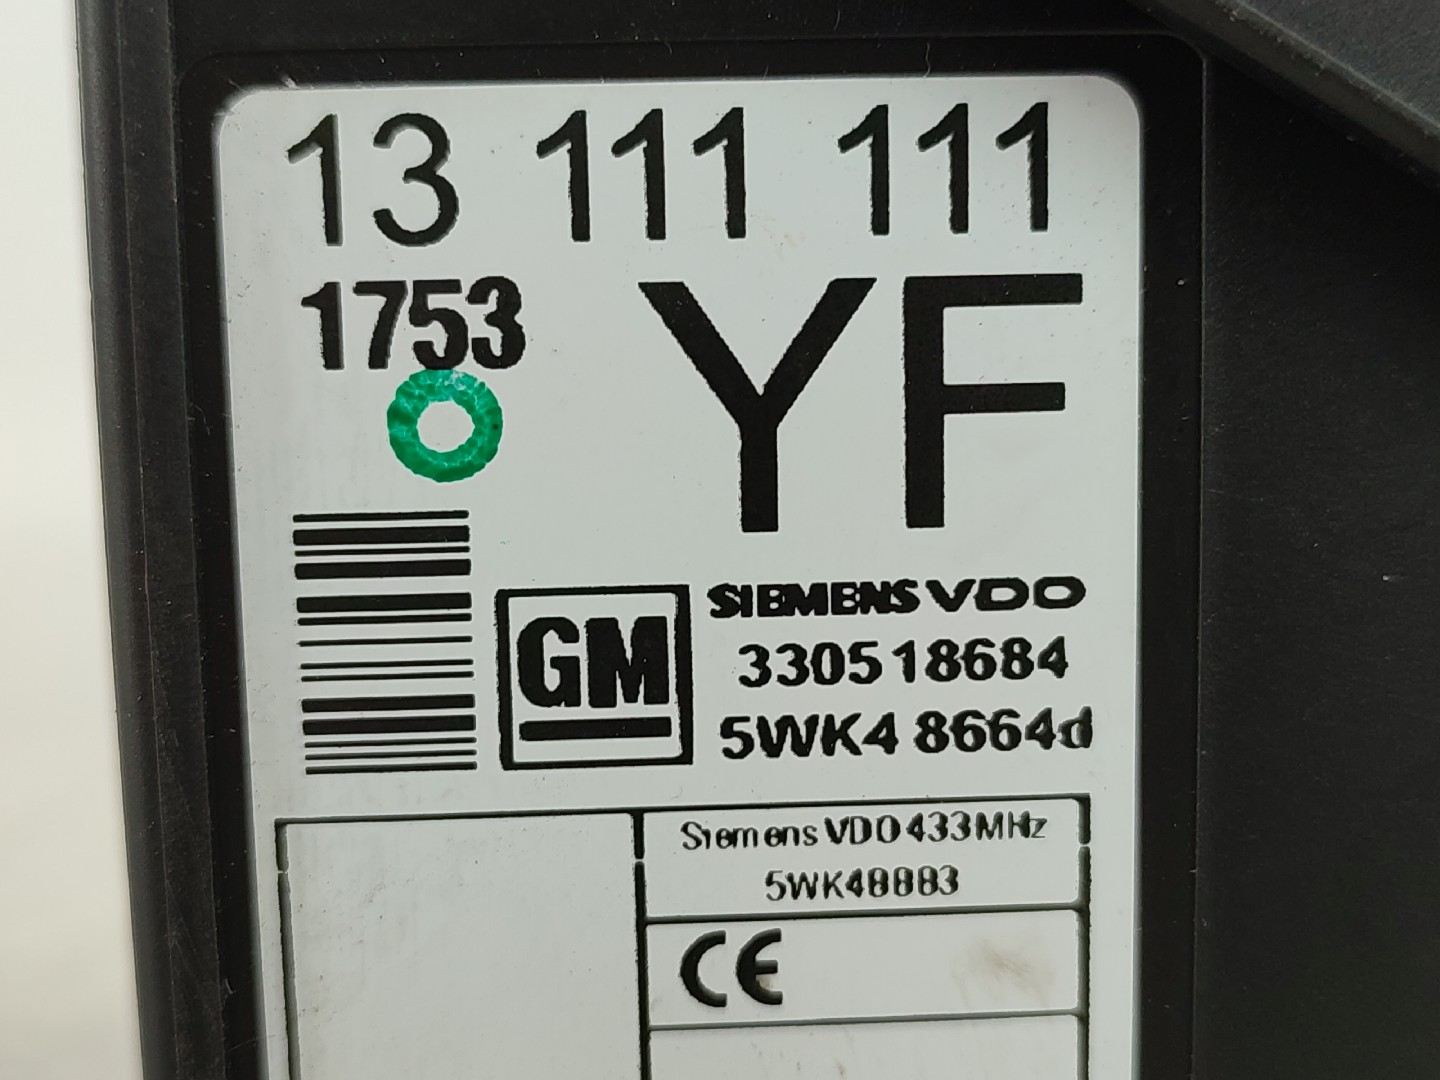 13 111 111
1753
YF
GM
SIEMENS VDO
330518684
5WK4 8664d
Siemens VDO 433MHz
5WK48883
CE